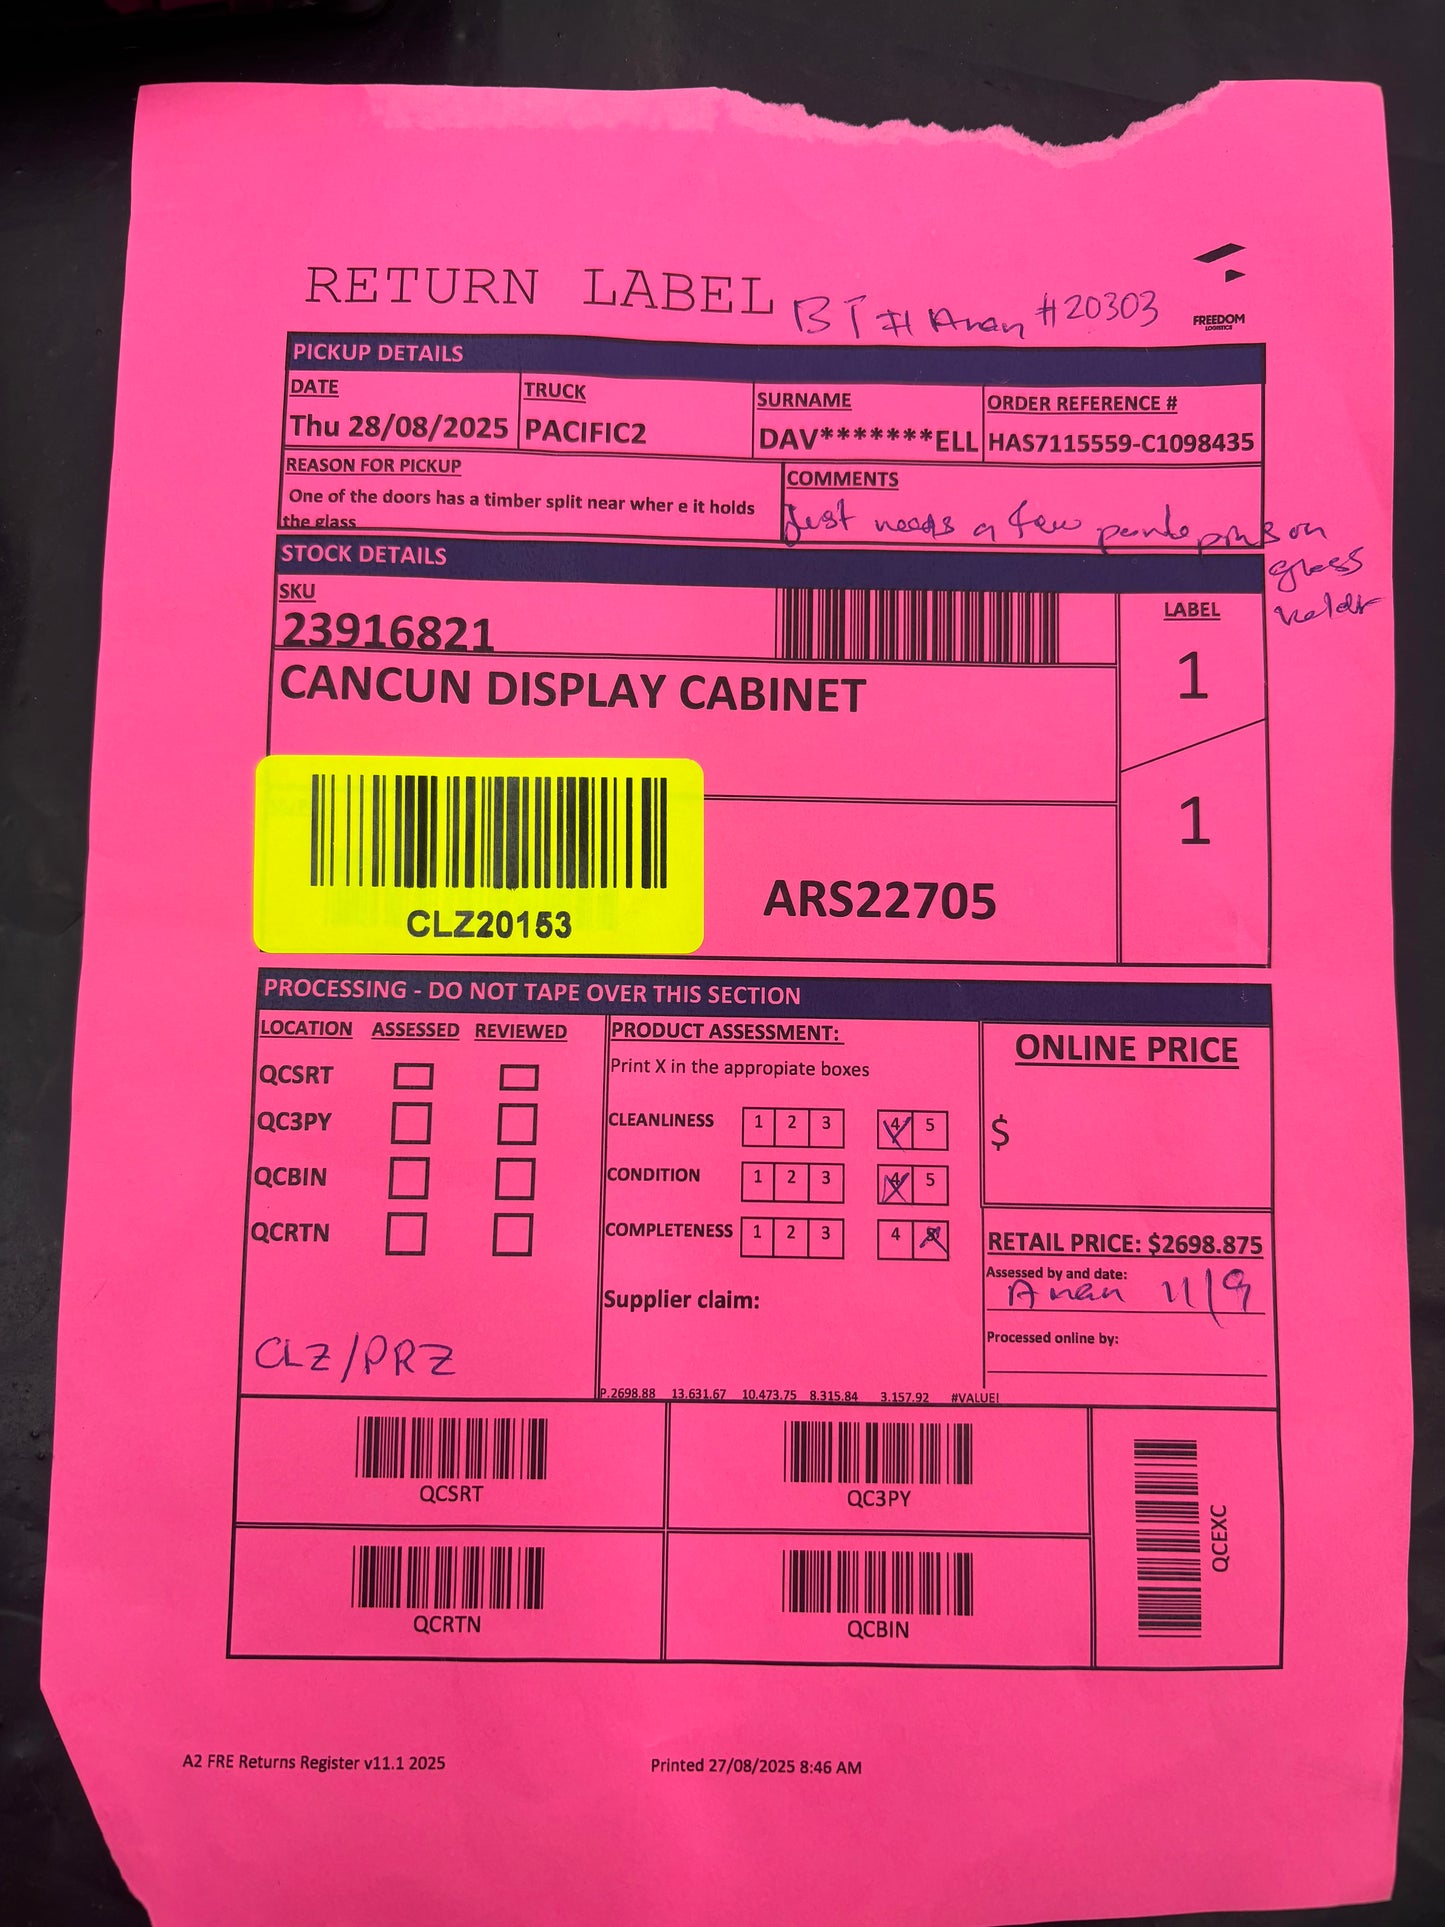 RETURN LABEL BT # Anan #20303
FREEDOM
LOGISTICS
PICKUP DETAILS
DATE TRUCK SURNAME ORDER REFERENCE #
Thu 28/08/2025 PACIFIC2 DAV*******ELL HAS7115559-C1098435
REASON FOR PICKUP COMMENTS
One of the doors has a timber split near wher e it holds
the glass
Just needs a few on
glass
STOCK DETAILS
SKU LABEL
23916821
CANCUN DISPLAY CABINET
1
1
CLZ20153
ARS22705
PROCESSING - DO NOT TAPE OVER THIS SECTION
LOCATION ASSESSED REVIEWED
QCSRT
QC3PY
QCBIN
QCRTN
CLZ/PRZ
PRODUCT ASSESSMENT:
Print X in the appropiate boxes
CLEANLINESS 1 2 3 4 5
CONDITION 1 2 3 4 5
COMPLETENESS 1 2 3 4 5
Supplier claim:
P.2698.88 13,631.67 10,473.75 8,315.84 3,157.92 #VALUE!
ONLINE PRICE
$
RETAIL PRICE: $2698.875
Assessed by and date:
Anan 11/9
Processed online by:
QCSRT
QC3PY
QCRTN
QCBIN
QCEXC
A2 FRE Returns Register v11.1 2025
Printed 27/08/2025 8:46 AM